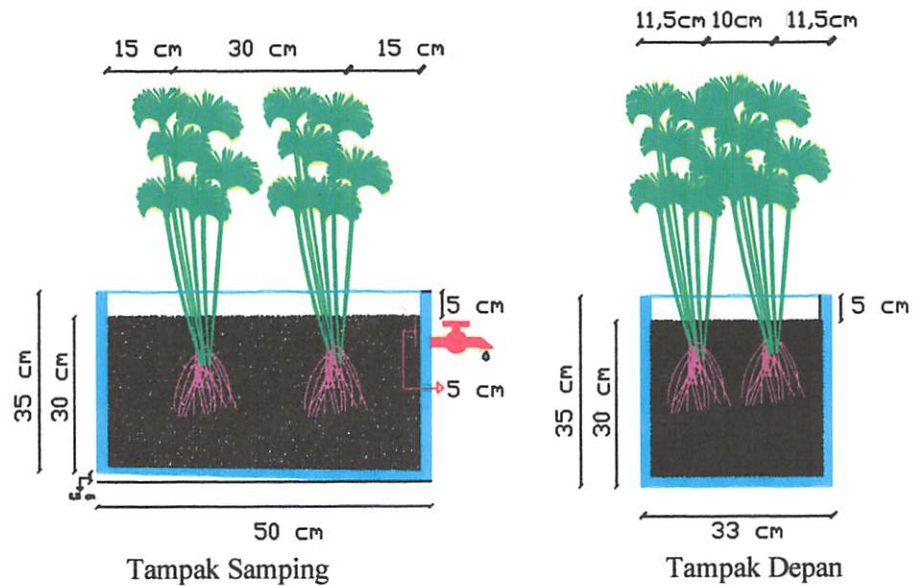 15 cm 30 cm 15 cm
11,5cm 10cm 11,5cm
5 cm
5 cm
35 cm
30 cm
5 cm
35 cm
30 cm
50 cm
33 cm
Tampak Samping
Tampak Depan